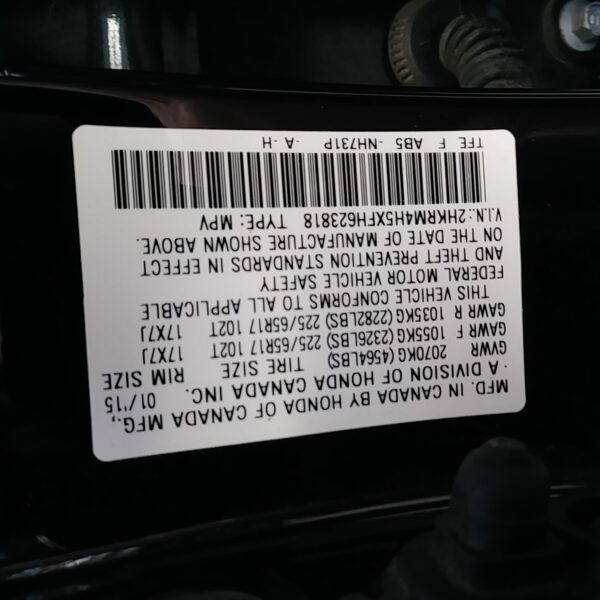 MFD. IN CANADA BY HONDA OF CANADA MFG.,
A DIVISION OF HONDA CANADA INC. 01/'15
TIRE SIZE RIM SIZE
GVWR 2070KG (4564LBS)
GAWR F 1055KG (2326LBS) 225/65R17 102T 17X7J
GAWR R 1035KG (2282LBS) 225/65R17 102T 17X7J
THIS VEHICLE CONFORMS TO ALL APPLICABLE
FEDERAL MOTOR VEHICLE SAFETY
AND THEFT PREVENTION STANDARDS IN EFFECT
ON THE DATE OF MANUFACTURE SHOWN ABOVE.
V.I.N.: 2HKRM4H5XFH623818 TYPE: MPV
TFE F AB5 -NH731P -A -H